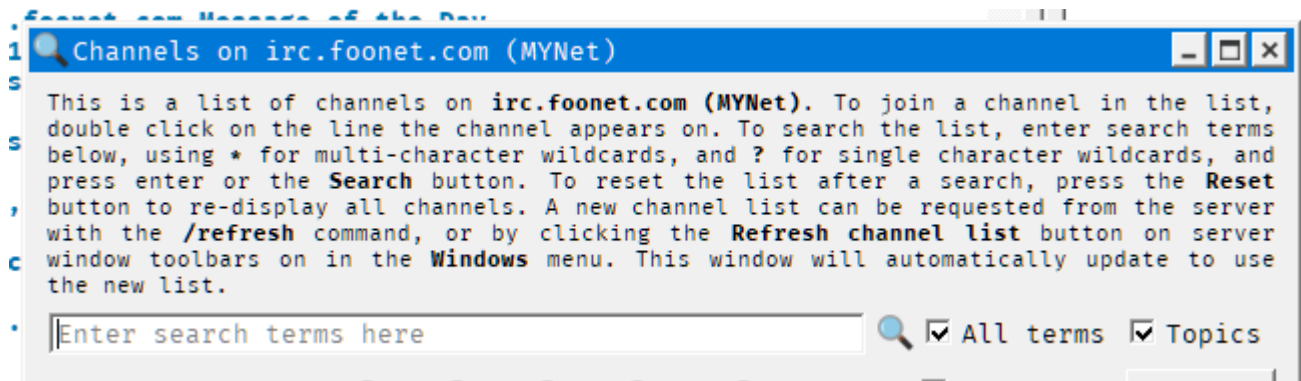 .foonet.com Message of the Day
Channels on irc.foonet.com (MYNet)
This is a list of channels on irc.foonet.com (MYNet). To join a channel in the list,
double click on the line the channel appears on. To search the list, enter search terms
below, using * for multi-character wildcards, and ? for single character wildcards, and
press enter or the Search button. To reset the list after a search, press the Reset
button to re-display all channels. A new channel list can be requested from the server
with the /refresh command, or by clicking the Refresh channel list button on server
window toolbars on in the Windows menu. This window will automatically update to use
the new list.
Enter search terms here All terms Topics